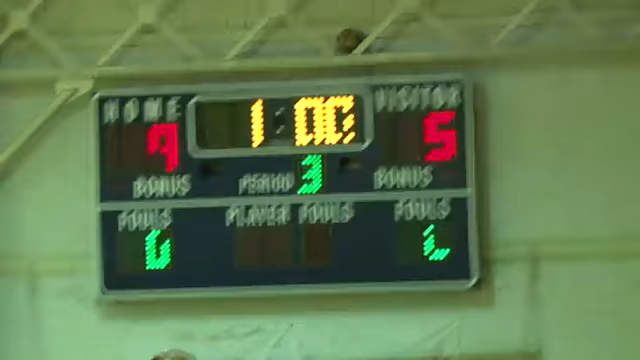 HOME 1:00 VISITOR
9 5
BONUS PERIOD 3 BONUS
FOULS PLAYER FOULS FOULS